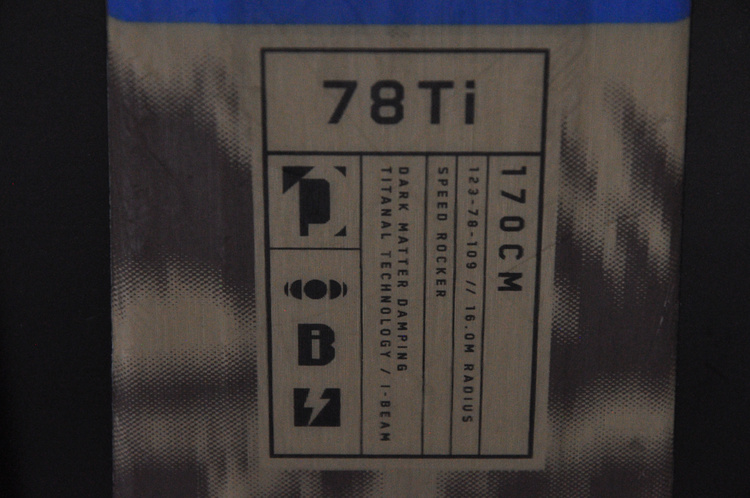 78Ti
P
B
DARK MATTER DAMPING
TITANAL TECHNOLOGY / I-BEAM
SPEED ROCKER
123-78-109 // 16.0M RADIUS
170CM